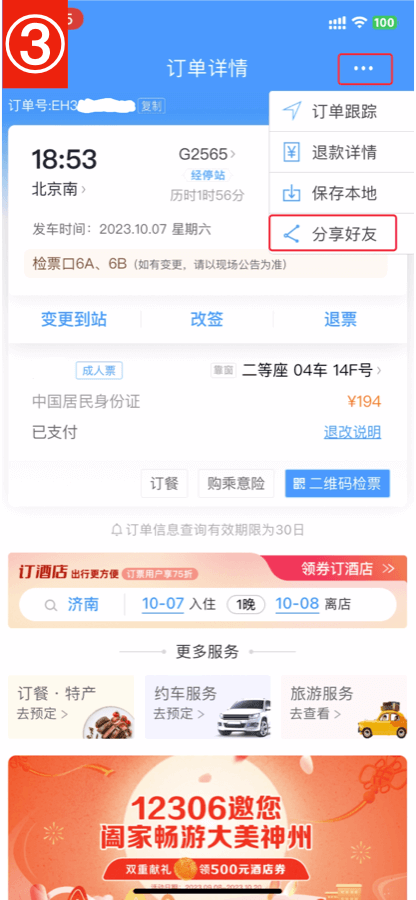 ③
5
100
订单详情
订单号:EH3
复制
订单跟踪
退款详情
保存本地
分享好友
18:53
G2565
北京南
经停站
历时1时56分
发车时间：2023.10.07 星期六
检票口6A、6B（如有变更，请以现场公告为准）
变更到站 改签 退票
成人票 靠窗 二等座 04车 14F号
中国居民身份证 ¥194
已支付 退改说明
订餐 购乘意险 二维码检票
订单信息查询有效期限为30日
订酒店 出行更方便 订票用户享75折 领券订酒店
济南 10-07 入住 1晚 10-08 离店
更多服务
订餐·特产 约车服务 旅游服务
去预定 去预定 去查看
12306邀您
阖家畅游大美神州
双重献礼 领500元酒店券